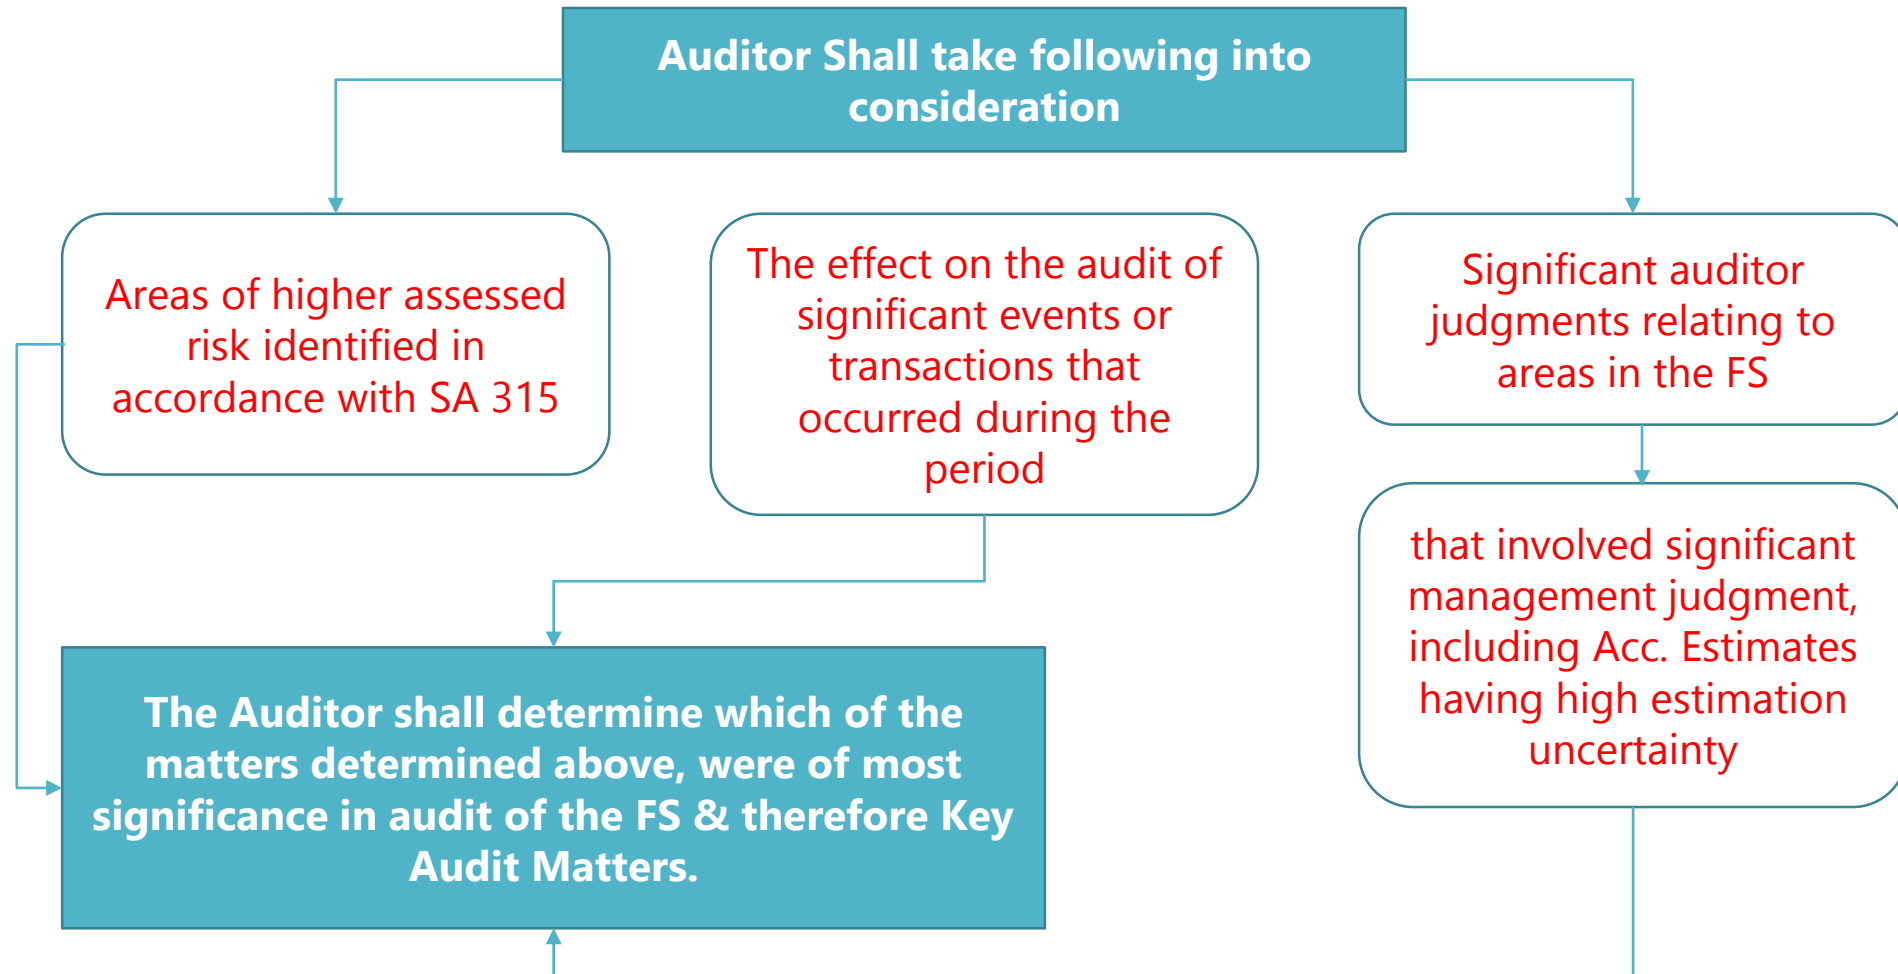 Auditor Shall take following into
consideration
Areas of higher assessed
risk identified in
accordance with SA 315
The effect on the audit of
significant events or
transactions that
occurred during the
period
Significant auditor
judgments relating to
areas in the FS
that involved significant
management judgment,
including Acc. Estimates
having high estimation
uncertainty
The Auditor shall determine which of the
matters determined above, were of most
significance in audit of the FS & therefore Key
Audit Matters.